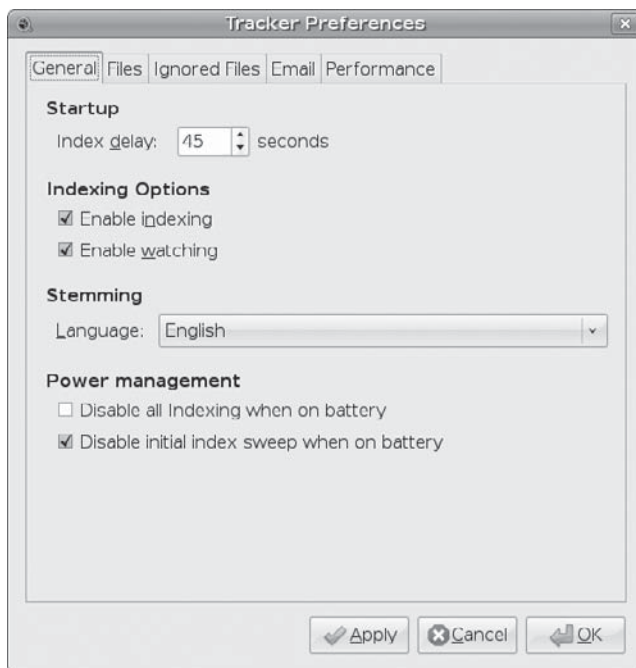 Tracker Preferences
General Files Ignored Files Email Performance
Startup
Index delay: 45 seconds
Indexing Options
Enable indexing
Enable watching
Stemming
Language: English
Power management
Disable all Indexing when on battery
Disable initial index sweep when on battery
Apply Cancel OK